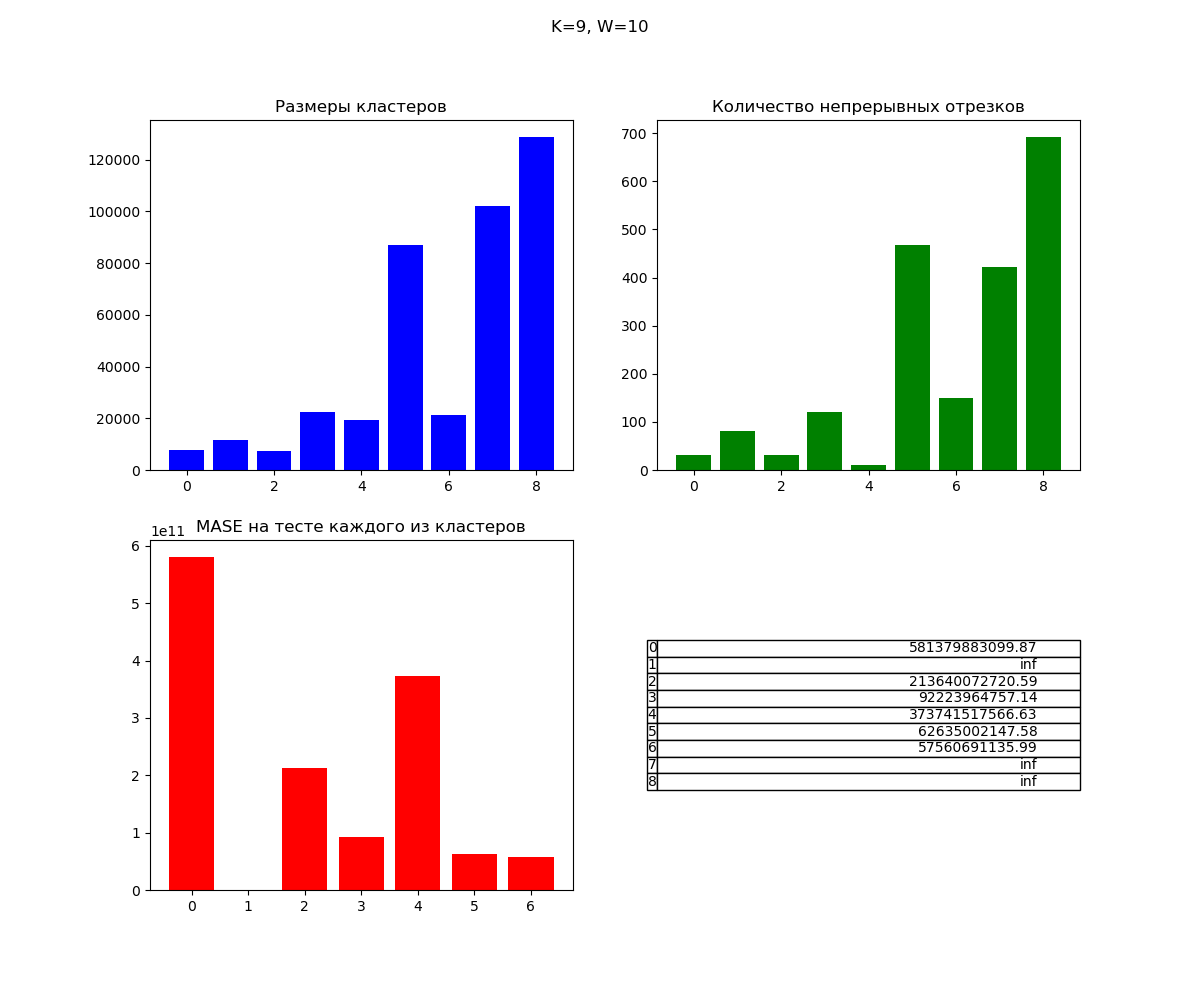 K=9, W=10
Размеры кластеров
120000
100000
80000
60000
40000
20000
0
0 2 4 6 8
Количество непрерывных отрезков
700
600
500
400
300
200
100
0
0 2 4 6 8
1e11 MASE на тесте каждого из кластеров
6
5
4
3
2
1
0
0 1 2 3 4 5 6
0 581379883099.87
1 inf
2 213640072720.59
3 92223964757.14
4 373741517566.63
5 62635002147.58
6 57560691135.99
7 inf
8 inf